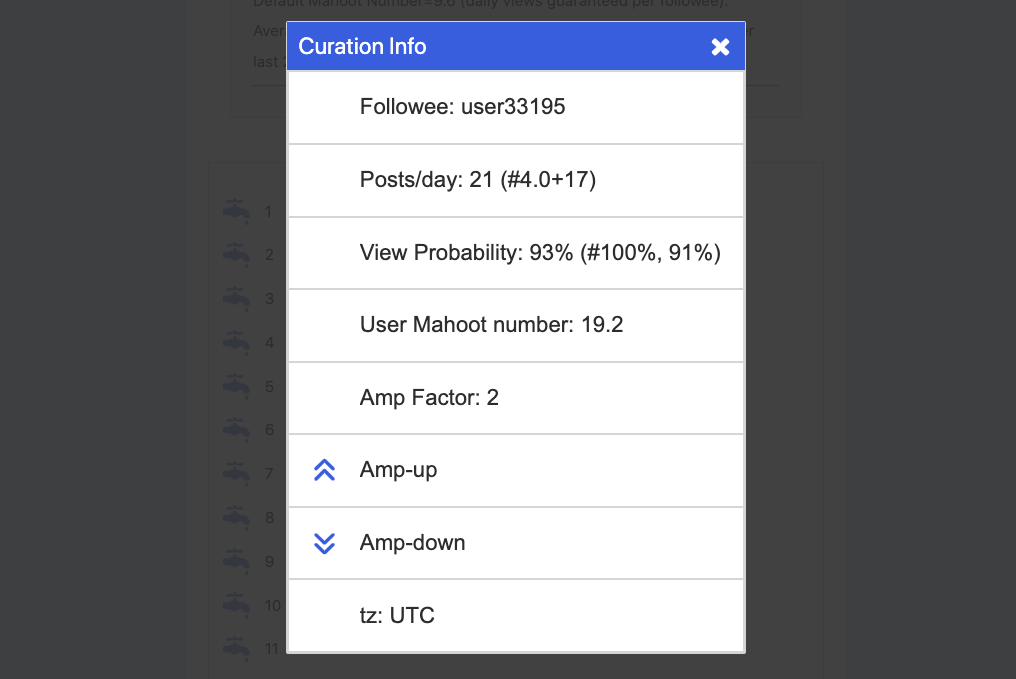 Default Mahoot Number=9.6 (daily views guaranteed per followee).
Aver
r
last 2
Curation Info
Followee: user33195
Posts/day: 21 (#4.0+17)
View Probability: 93% (#100%, 91%)
User Mahoot number: 19.2
Amp Factor: 2
Amp-up
Amp-down
tz: UTC
1
2
3
4
5
6
7
8
9
10
11